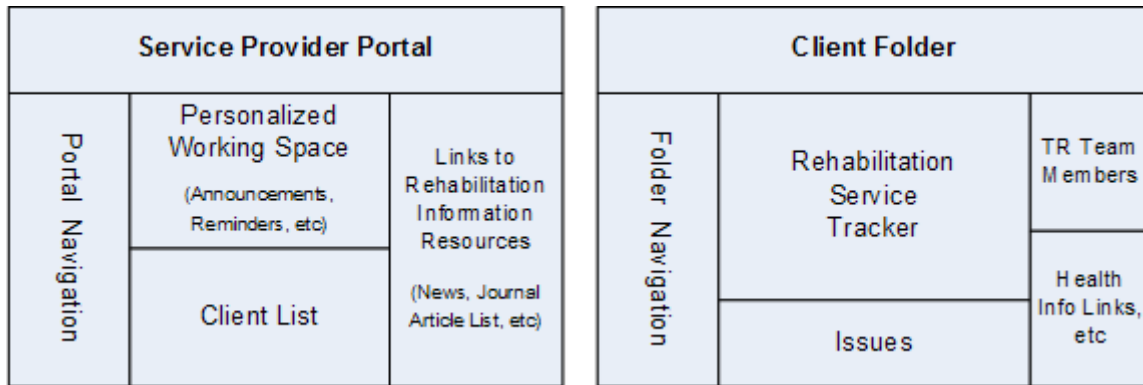 Service Provider Portal
Portal Navigation
Personalized
Working Space
(Announcements,
Reminders, etc)
Client List
Links to
Rehabilitation
Information
Resources
(News, Journal
Article List, etc)
Client Folder
Folder Navigation
Rehabilitation
Service
Tracker
Issues
TR Team
Members
Health
Info Links,
etc